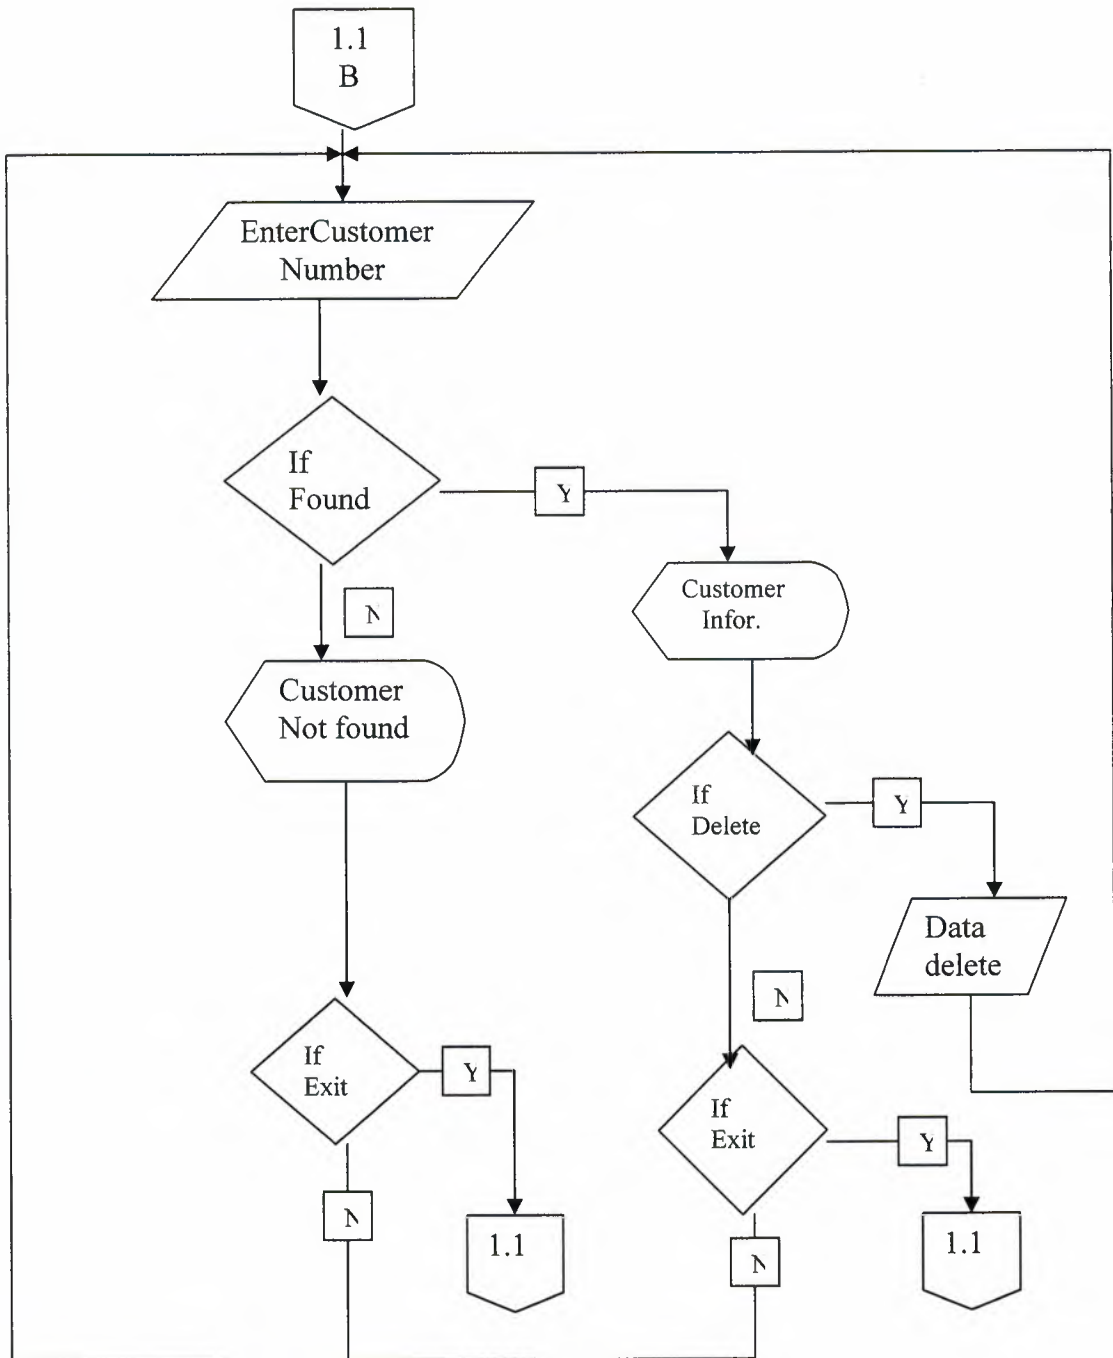 1.1
B
EnterCustomer
Number
If
Found
Y
N
Customer
Infor.
Customer
Not found
If
Delete
Y
Data
delete
N
If
Exit
Y
If
Exit
Y
N
1.1
N
1.1